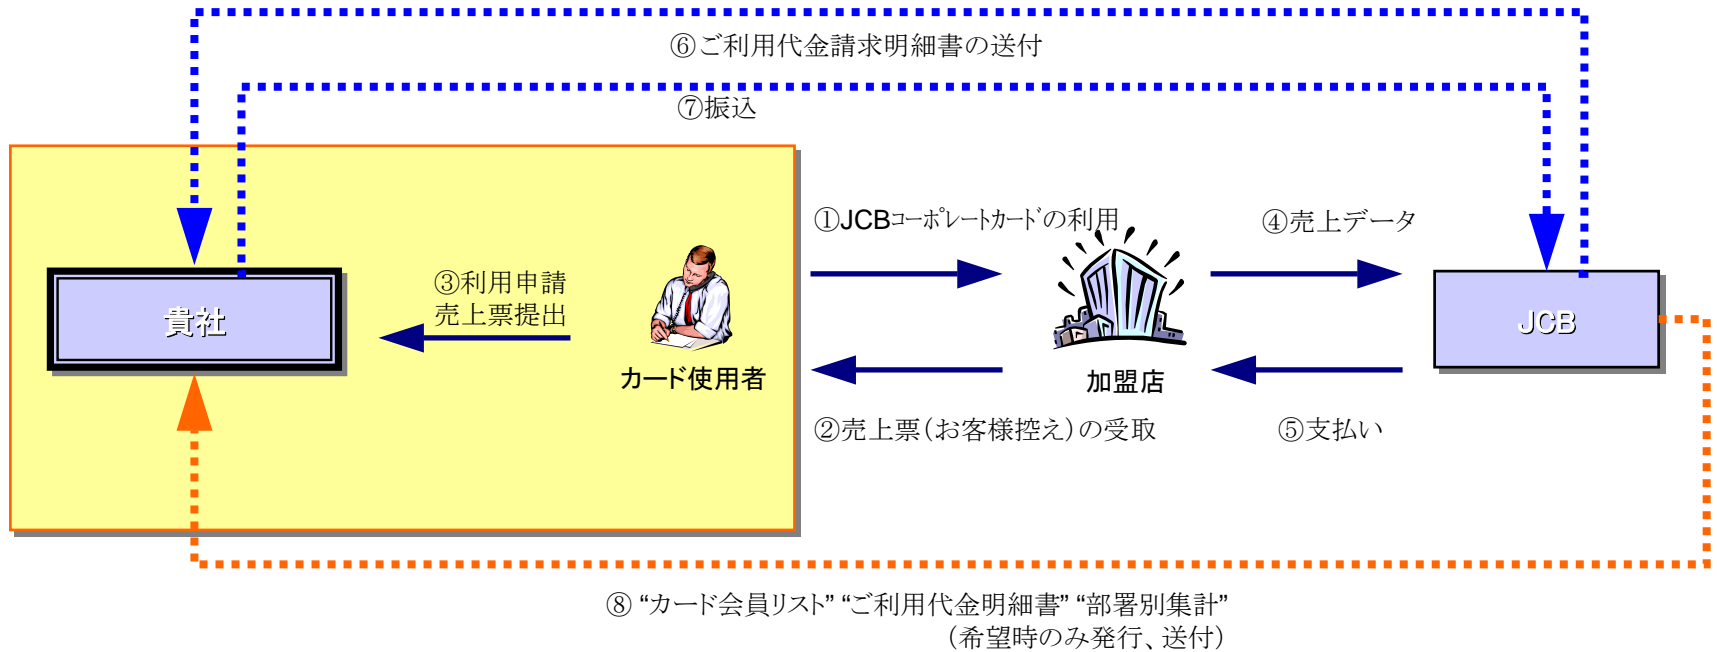 ⑥ご利用代金請求明細書の送付
⑦振込
①JCBｺｰﾎﾟﾚｰﾄｶｰﾄﾞの利用
④売上データ
③利用申請
売上票提出
貴社
JCB
カード使用者
加盟店
②売上票(お客様控え)の受取
⑤支払い
⑧ “カード会員リスト” “ご利用代金明細書” “部署別集計”
(希望時のみ発行、送付)